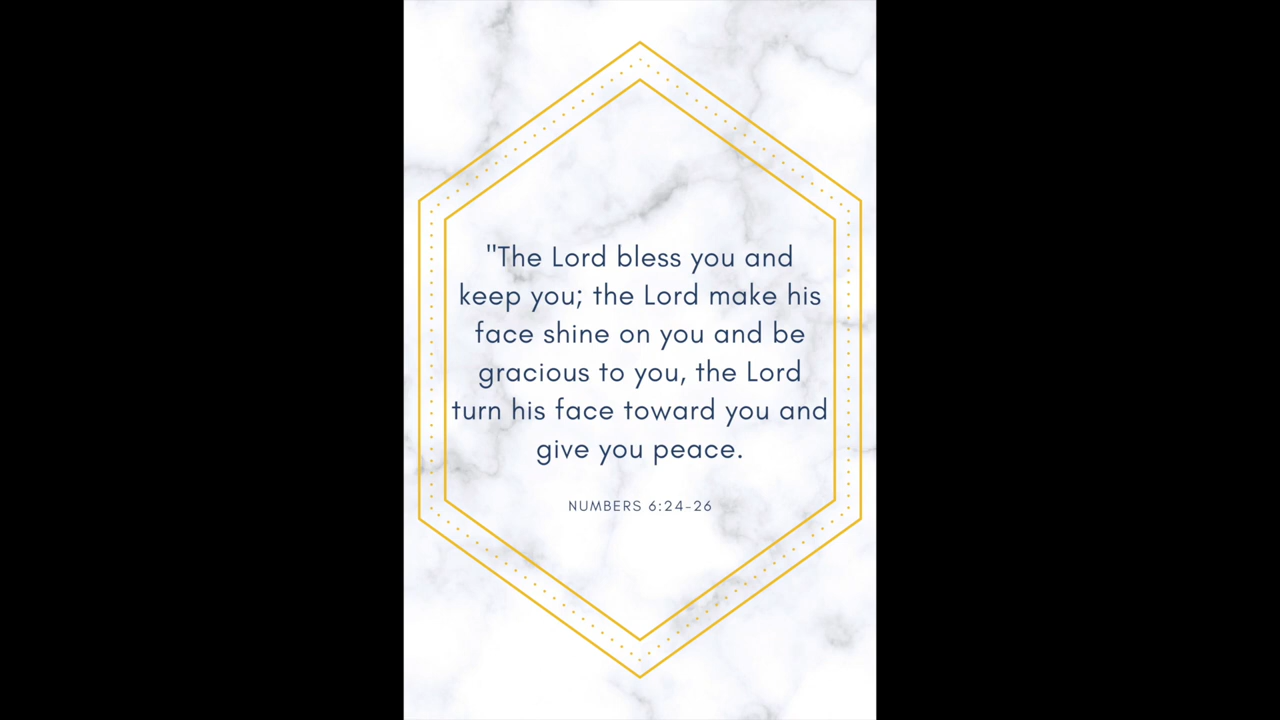 "The Lord bless you and
keep you; the Lord make his
face shine on you and be
gracious to you, the Lord
turn his face toward you and
give you peace.
NUMBERS 6:24-26